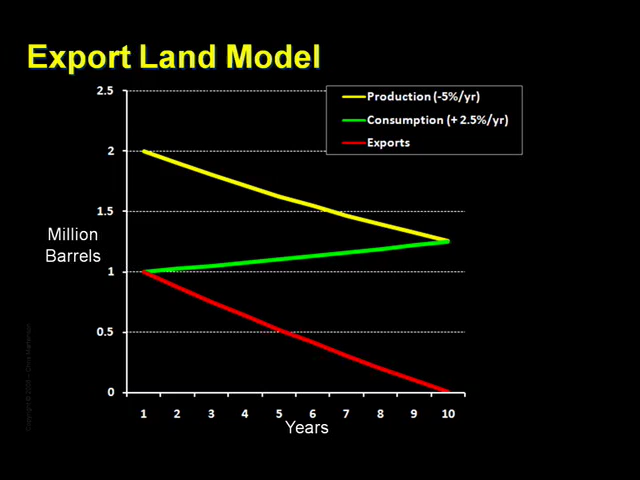 Export Land Model
2.5
2
1.5
1
0.5
0
Production (-5%/yr)
Consumption (+ 2.5%/yr)
Exports
Million
Barrels
1 2 3 4 5 6 7 8 9 10
Years